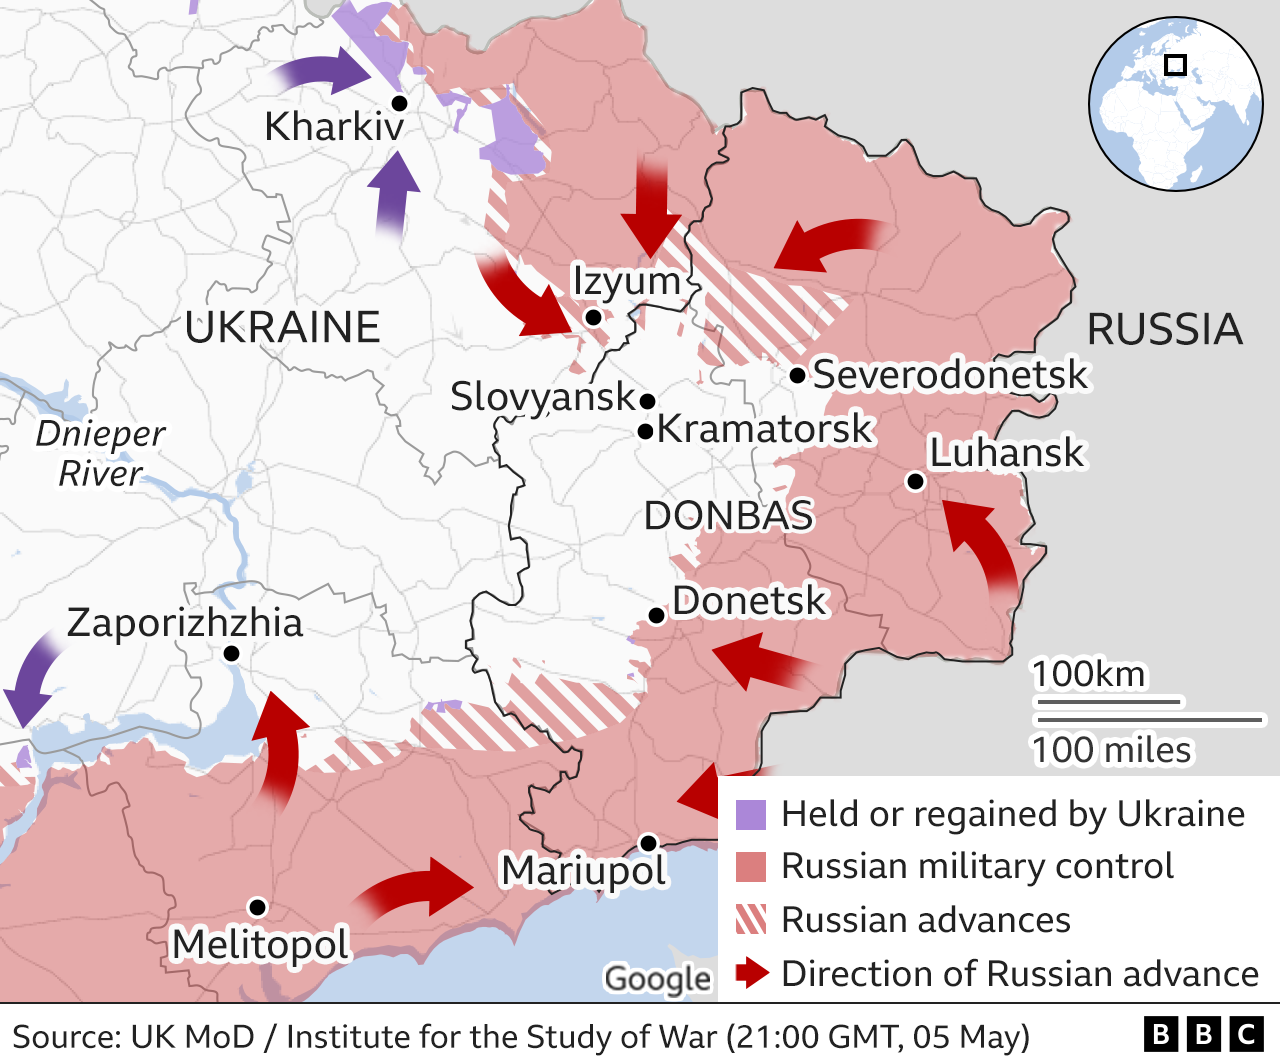 Kharkiv
Izyum
UKRAINE
RUSSIA
Severodonetsk
Slovyansk
Kramatorsk
Dnieper
River
Luhansk
DONBAS
Donetsk
Zaporizhzhia
100km
100 miles
Mariupol
Melitopol
Google
Held or regained by Ukraine
Russian military control
Russian advances
Direction of Russian advance
Source: UK MoD / Institute for the Study of War (21:00 GMT, 05 May)
BBC